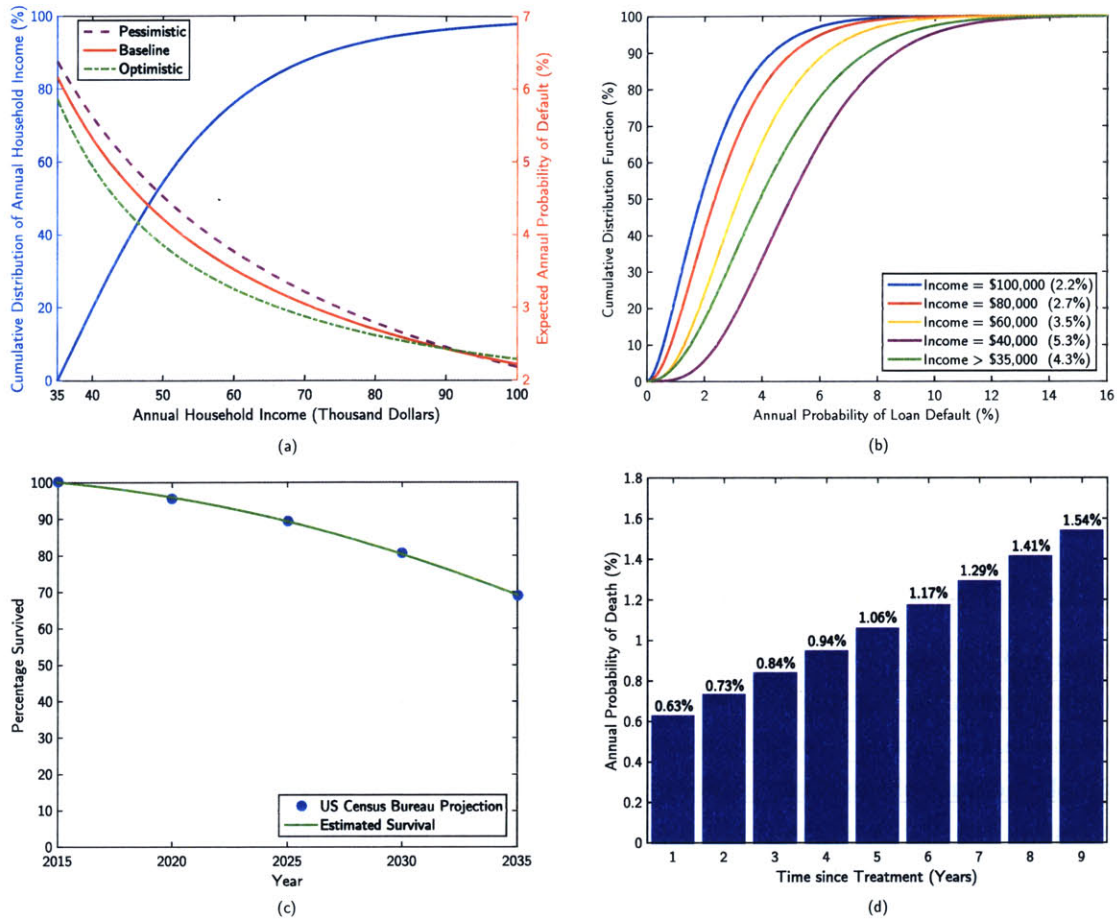 Cumulative Distribution of Annual Household Income (%)
100
80
60
40
20
0
Pessimistic
Baseline
Optimistic
7
6
5
4
3
2
Expected Annaul Probability of Default (%)
35 40 50 60 70 80 90 100
Annual Household Income (Thousand Dollars)
(a)
Cumulative Distribution Function (%)
100
90
80
70
60
50
40
30
20
10
0
Income = $100,000 (2.2%)
Income = $80,000 (2.7%)
Income = $60,000 (3.5%)
Income = $40,000 (5.3%)
Income > $35,000 (4.3%)
0 2 4 6 8 10 12 14 16
Annual Probability of Loan Default (%)
(b)
Percentage Survived
100
90
80
70
60
50
40
30
20
10
0
US Census Bureau Projection
Estimated Survival
2015 2020 2025 2030 2035
Year
(c)
Annual Probability of Death (%)
1.8
1.6
1.4
1.2
1
0.8
0.6
0.4
0.2
0
0.63%
0.73%
0.84%
0.94%
1.06%
1.17%
1.29%
1.41%
1.54%
1 2 3 4 5 6 7 8 9
Time since Treatment (Years)
(d)